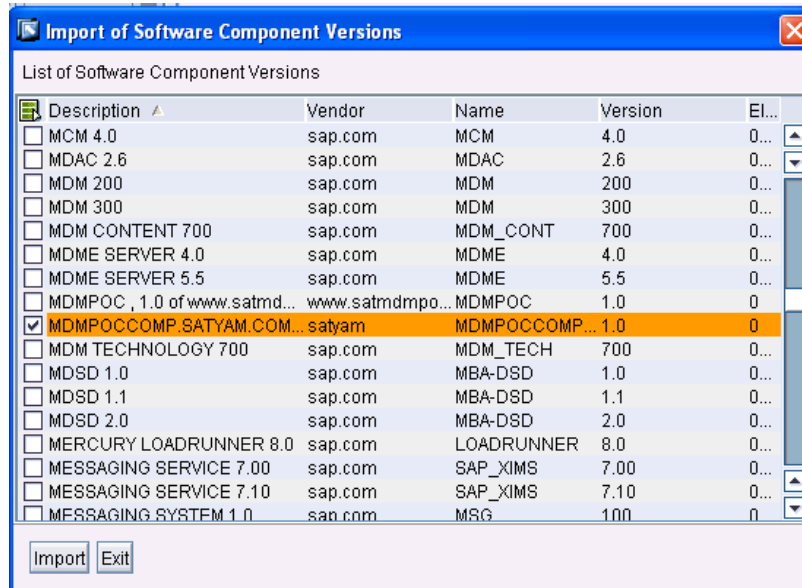 Import of Software Component Versions
List of Software Component Versions
Description Vendor Name Version El...
MCM 4.0 sap.com MCM 4.0 0...
MDAC 2.6 sap.com MDAC 2.6 0...
MDM 200 sap.com MDM 200 0...
MDM 300 sap.com MDM 300 0...
MDM CONTENT 700 sap.com MDM_CONT 700 0...
MDME SERVER 4.0 sap.com MDME 4.0 0...
MDME SERVER 5.5 sap.com MDME 5.5 0...
MDMPOC , 1.0 of www.satmd... www.satmdmpo... MDMPOC 1.0 0
MDMPOCCOMP.SATYAM.COM... satyam MDMPOCCOMP... 1.0 0
MDM TECHNOLOGY 700 sap.com MDM_TECH 700 0...
MDSD 1.0 sap.com MBA-DSD 1.0 0...
MDSD 1.1 sap.com MBA-DSD 1.1 0...
MDSD 2.0 sap.com MBA-DSD 2.0 0...
MERCURY LOADRUNNER 8.0 sap.com LOADRUNNER 8.0 0...
MESSAGING SERVICE 7.00 sap.com SAP_XIMS 7.00 0...
MESSAGING SERVICE 7.10 sap.com SAP_XIMS 7.10 0...
MESSAGING SYSTEM 1.0 sap.com MSG 100 0...
Import Exit